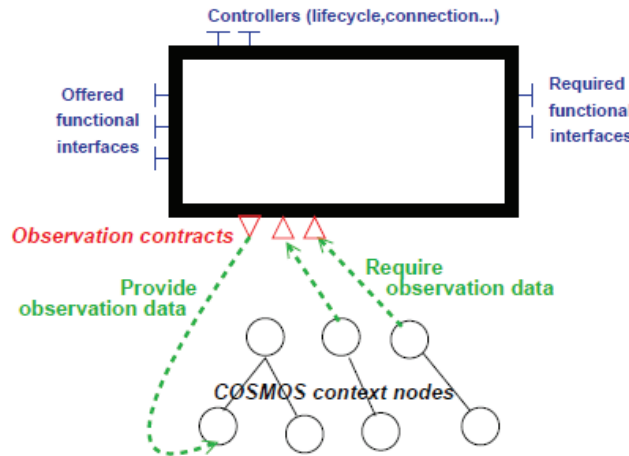 Controllers (lifecycle,connection...)
Offered
functional
interfaces
Required
functional
interfaces
Observation contracts
Provide
observation data
Require
observation data
COSMOS context nodes